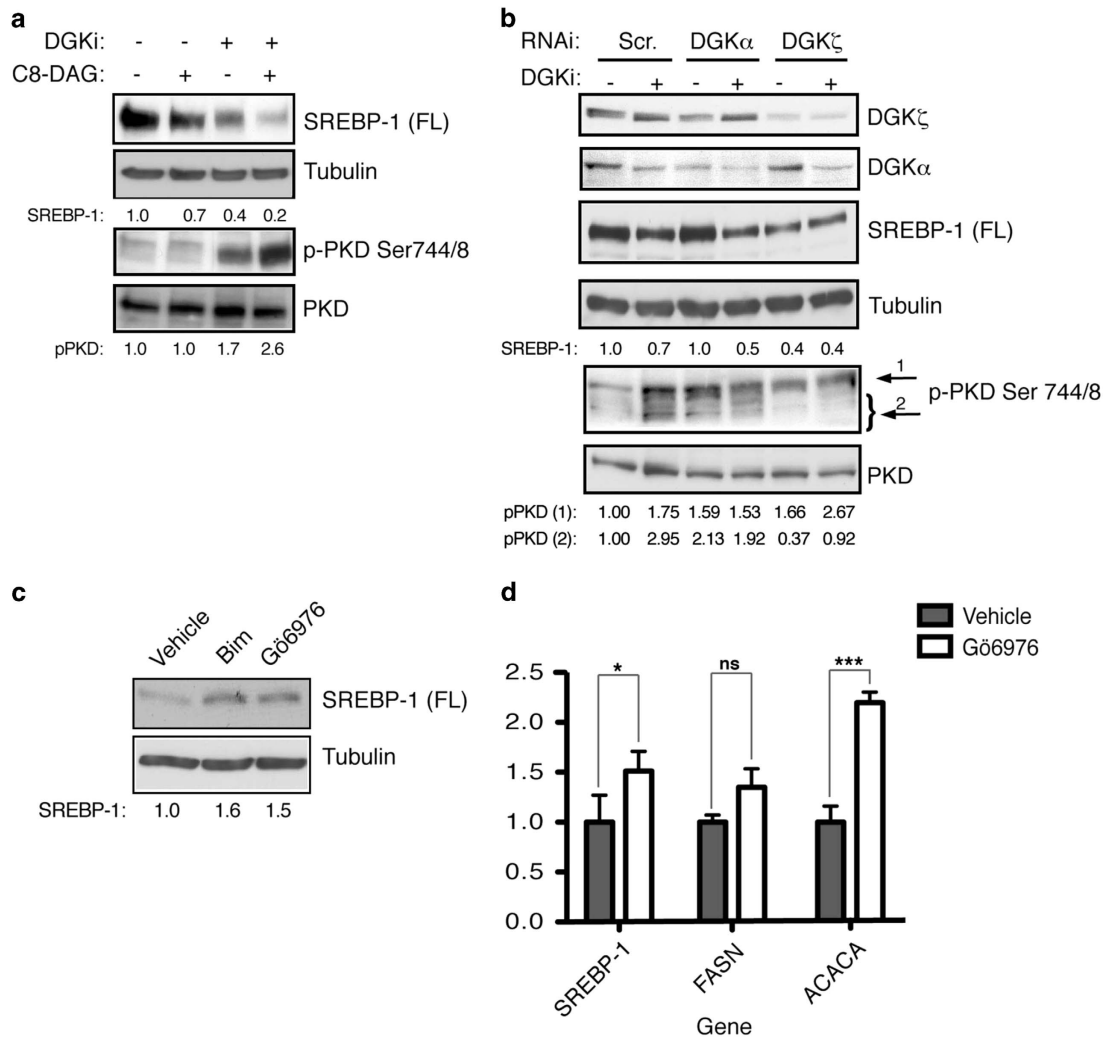 a
DGKi: - - + +
C8-DAG: - + - +
SREBP-1 (FL)
Tubulin
SREBP-1: 1.0 0.7 0.4 0.2
p-PKD Ser744/8
PKD
pPKD: 1.0 1.0 1.7 2.6
b
RNAi: Scr. DGKα DGKζ
DGKi: - + - + - +
DGKζ
DGKα
SREBP-1 (FL)
Tubulin
SREBP-1: 1.0 0.7 1.0 0.5 0.4 0.4
1
p-PKD Ser 744/8
} 2
PKD
pPKD (1): 1.00 1.75 1.59 1.53 1.66 2.67
pPKD (2): 1.00 2.95 2.13 1.92 0.37 0.92
c
Vehicle Bim Gö6976
SREBP-1 (FL)
Tubulin
SREBP-1: 1.0 1.6 1.5
d
Vehicle
Gö6976
* ns ***
2.5
2.0
1.5
1.0
0.5
0.0
SREBP-1 FASN ACACA
Gene